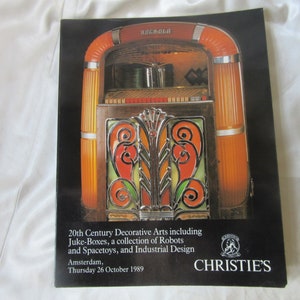 20th Century Decorative Arts including
Juke-Boxes, a collection of Robots
and Spacetoys, and Industrial Design
Amsterdam,
Thursday 26 October 1989
CHRISTIE'S